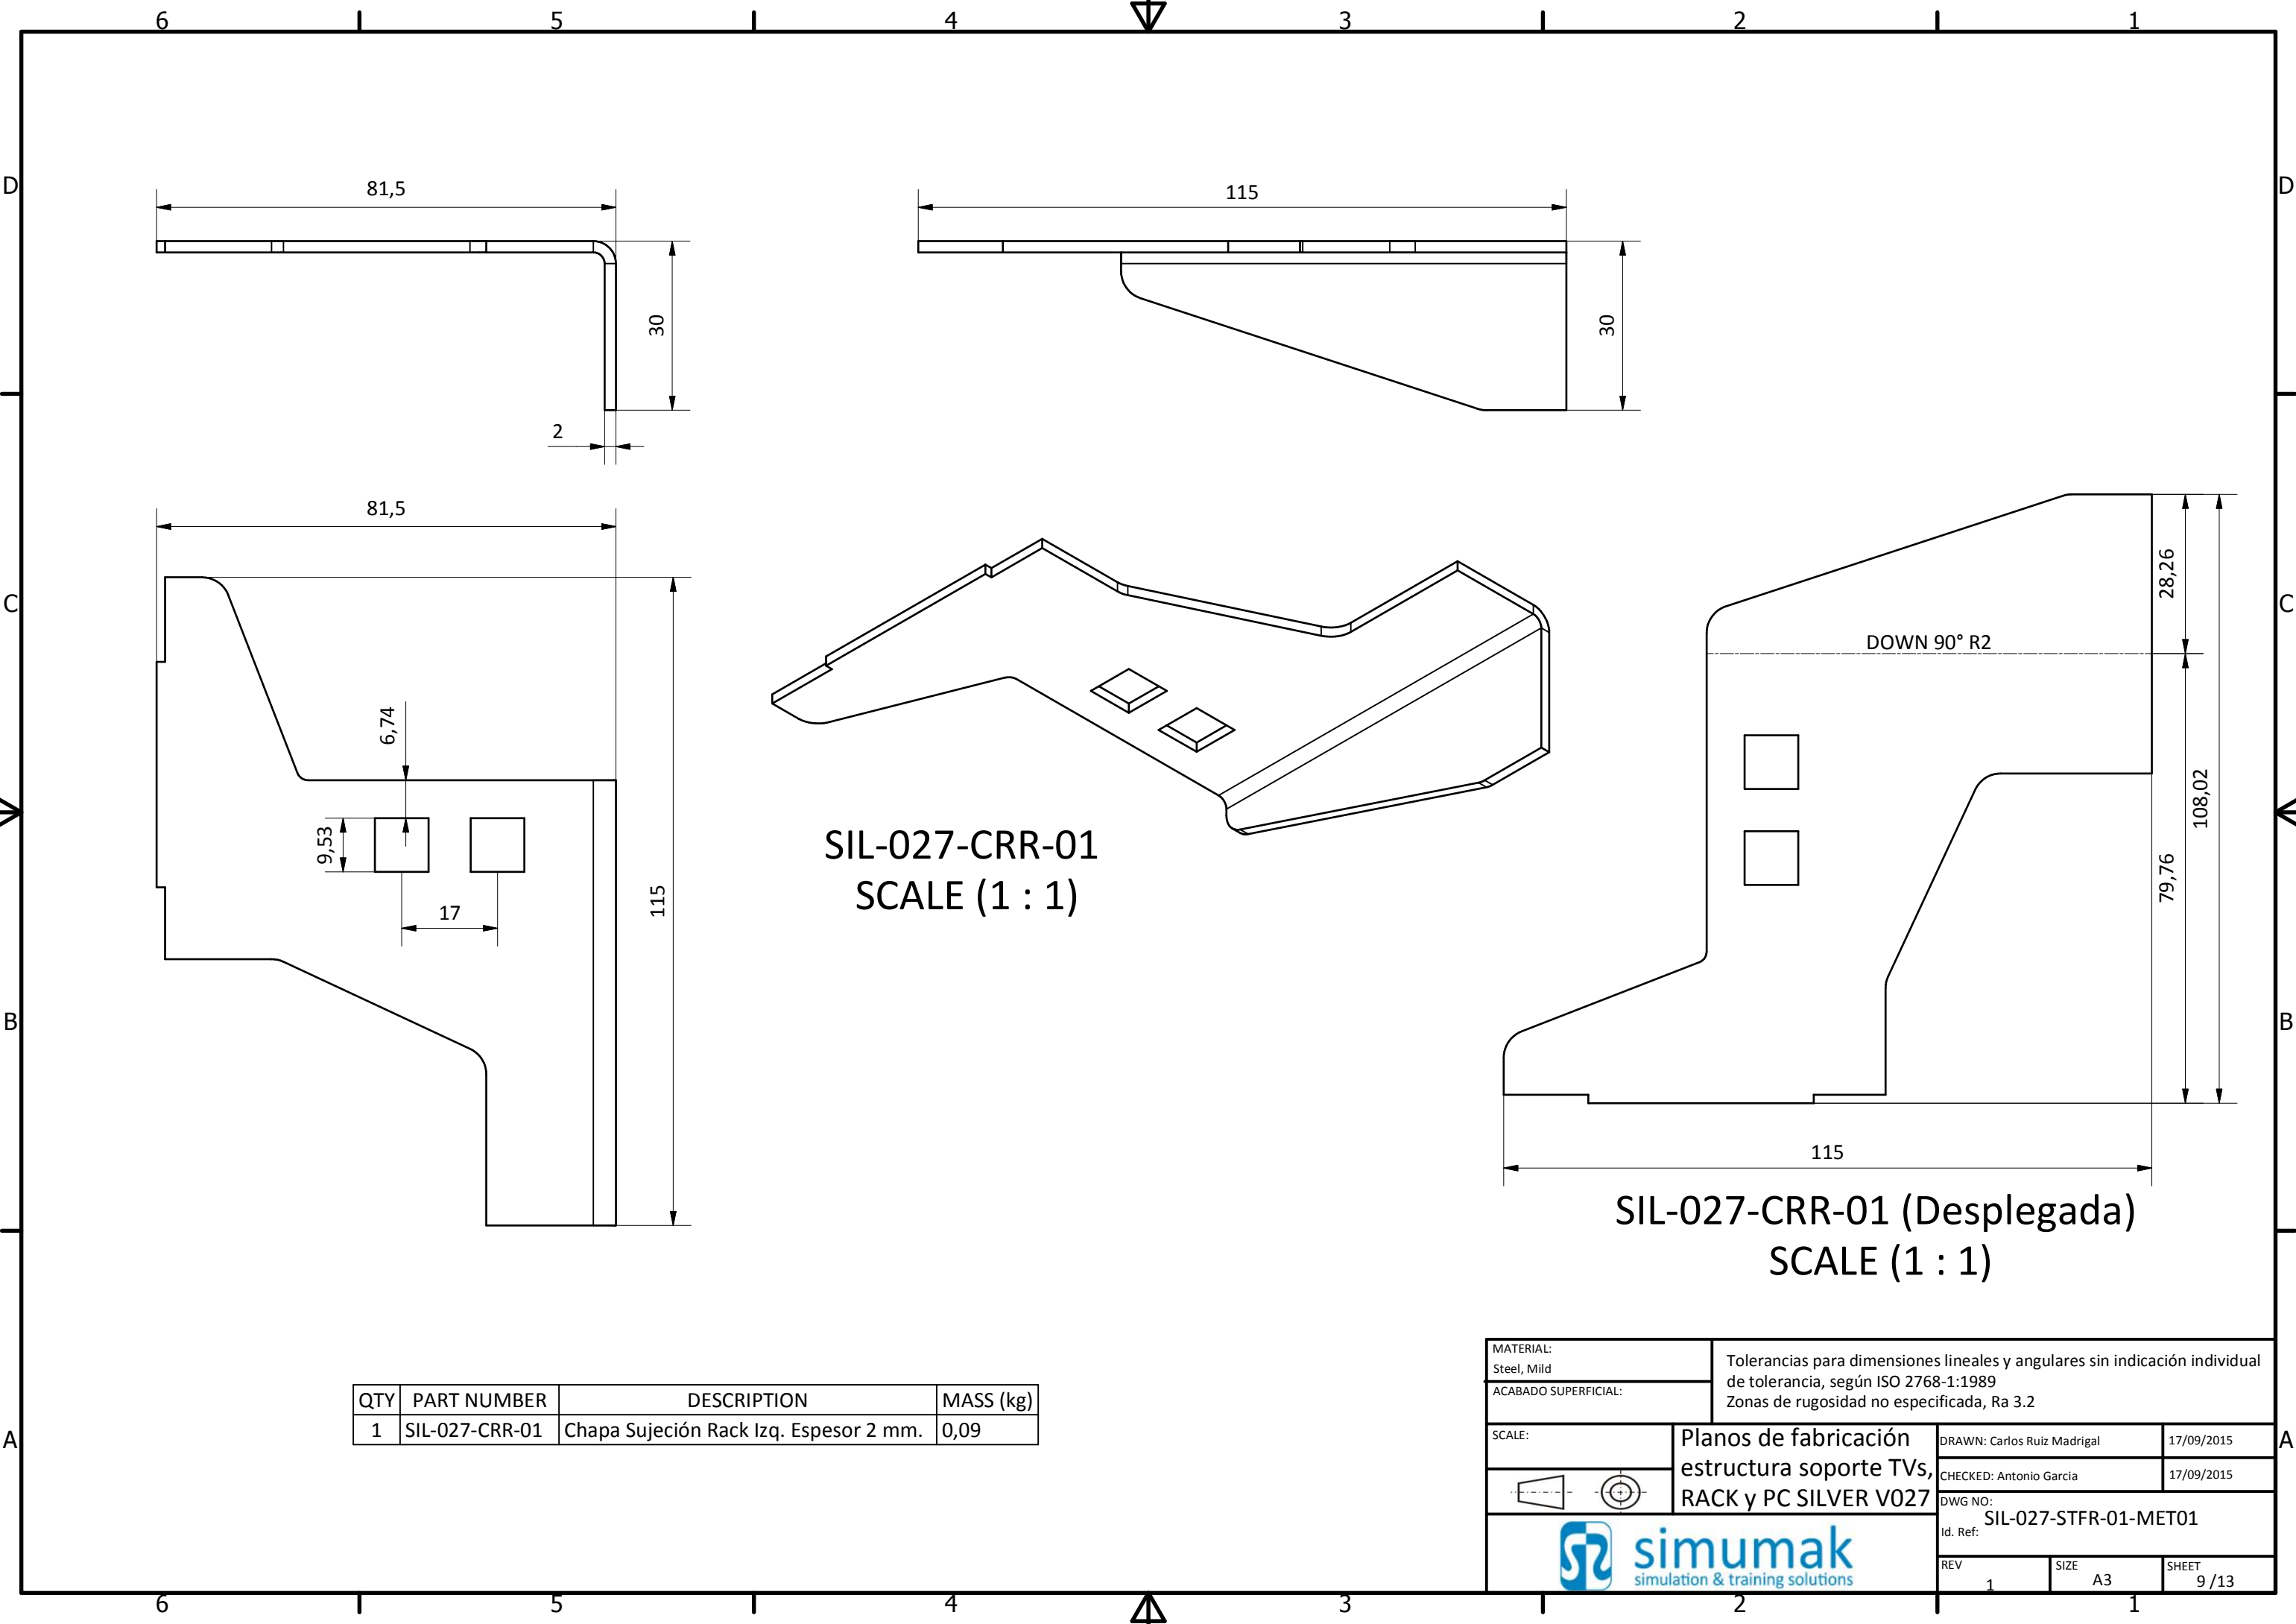 6 5 4 3 2 1
D D
81,5
115
30
30
2
81,5
28,26
C C
DOWN 90° R2
6,74
108,02
9,53
SIL-027-CRR-01
SCALE (1 : 1)
79,76
115
17
B B
115
SIL-027-CRR-01 (Desplegada)
SCALE (1 : 1)
QTY PART NUMBER DESCRIPTION MASS (kg)
1 SIL-027-CRR-01 Chapa Sujeción Rack Izq. Espesor 2 mm. 0,09
A A
MATERIAL:
Steel, Mild
ACABADO SUPERFICIAL:
Tolerancias para dimensiones lineales y angulares sin indicación individual
de tolerancia, según ISO 2768-1:1989
Zonas de rugosidad no especificada, Ra 3.2
SCALE:
Planos de fabricación
estructura soporte TVs,
RACK y PC SILVER V027
DRAWN: Carlos Ruiz Madrigal 17/09/2015
CHECKED: Antonio Garcia 17/09/2015
DWG NO:
SIL-027-STFR-01-MET01
Id. Ref:
simumak
simulation & training solutions
REV
1
SIZE
A3
SHEET
9 /13
6 5 4 3 2 1